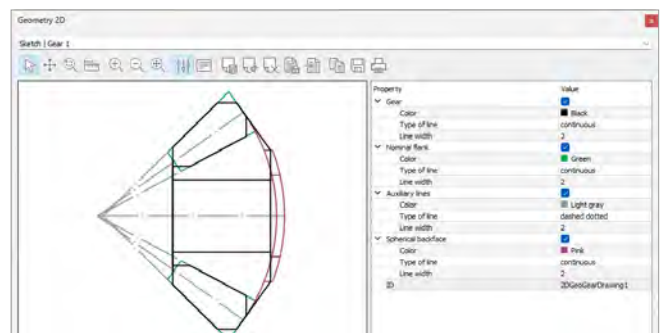 Geometry 2D
Sketch | Gear 1
Property Value
Gear
Color Black
Type of line continuous
Line width 2
Nominal flank
Color Green
Type of line continuous
Line width 2
Auxiliary lines
Color Light gray
Type of line dashed dotted
Line width 2
Spherical backface
Color Pink
Type of line continuous
Line width 2
ID 2DGeoGearDrawing1